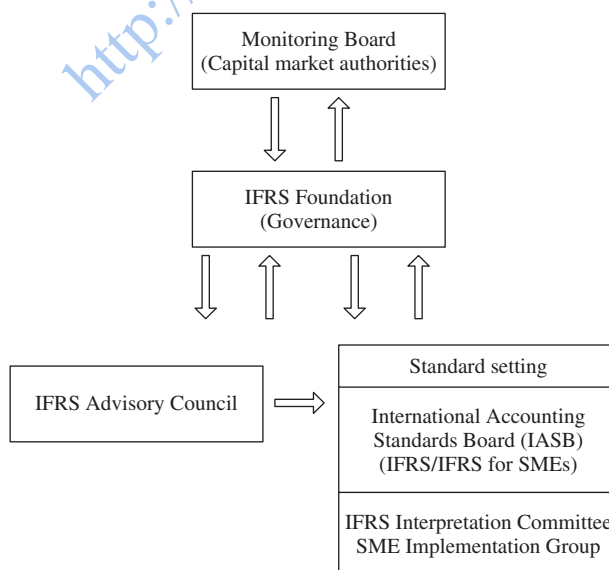 http://
Monitoring Board
(Capital market authorities)
IFRS Foundation
(Governance)
IFRS Advisory Council
Standard setting
International Accounting
Standards Board (IASB)
(IFRS/IFRS for SMEs)
IFRS Interpretation Committee
SME Implementation Group